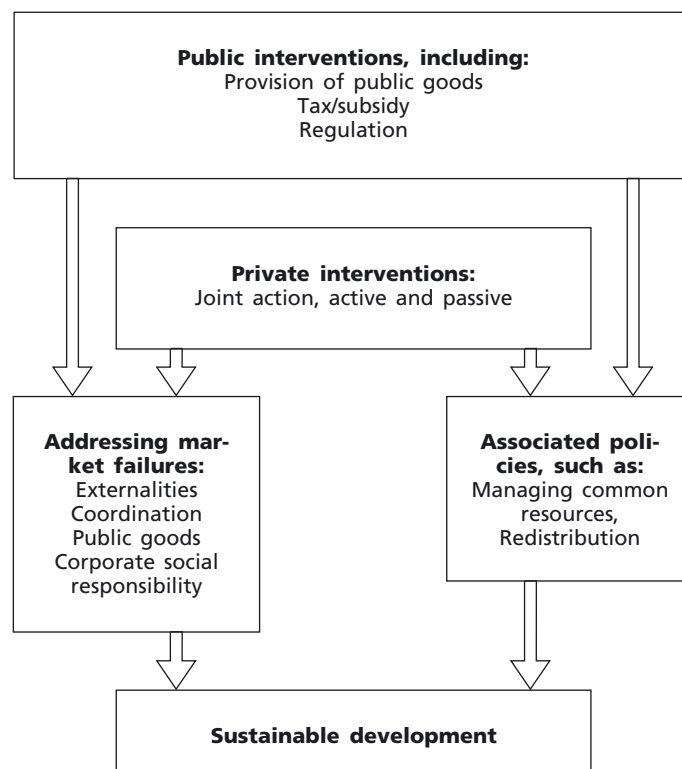 Public interventions, including:
Provision of public goods
Tax/subsidy
Regulation
Private interventions:
Joint action, active and passive
Addressing mar-
ket failures:
Externalities
Coordination
Public goods
Corporate social
responsibility
Associated poli-
cies, such as:
Managing common
resources,
Redistribution
Sustainable development